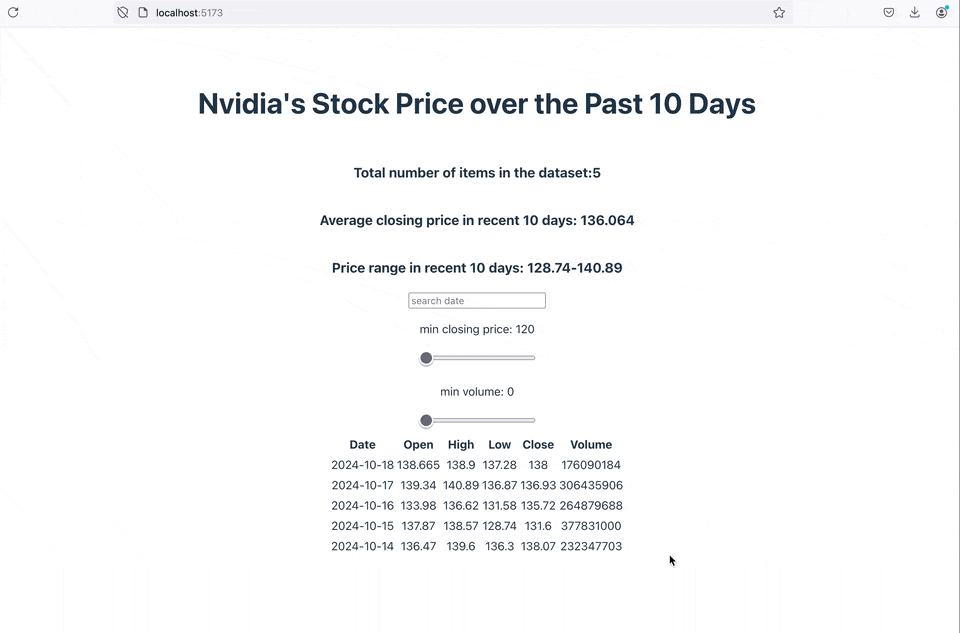 localhost:5173
Nvidia's Stock Price over the Past 10 Days
Total number of items in the dataset:5
Average closing price in recent 10 days: 136.064
Price range in recent 10 days: 128.74-140.89
search date
min closing price: 120
min volume: 0
Date Open High Low Close Volume
2024-10-18 138.665 138.9 137.28 138 176090184
2024-10-17 139.34 140.89 136.87 136.93 306435906
2024-10-16 133.98 136.62 131.58 135.72 264879688
2024-10-15 137.87 138.57 128.74 131.6 377831000
2024-10-14 136.47 139.6 136.3 138.07 232347703